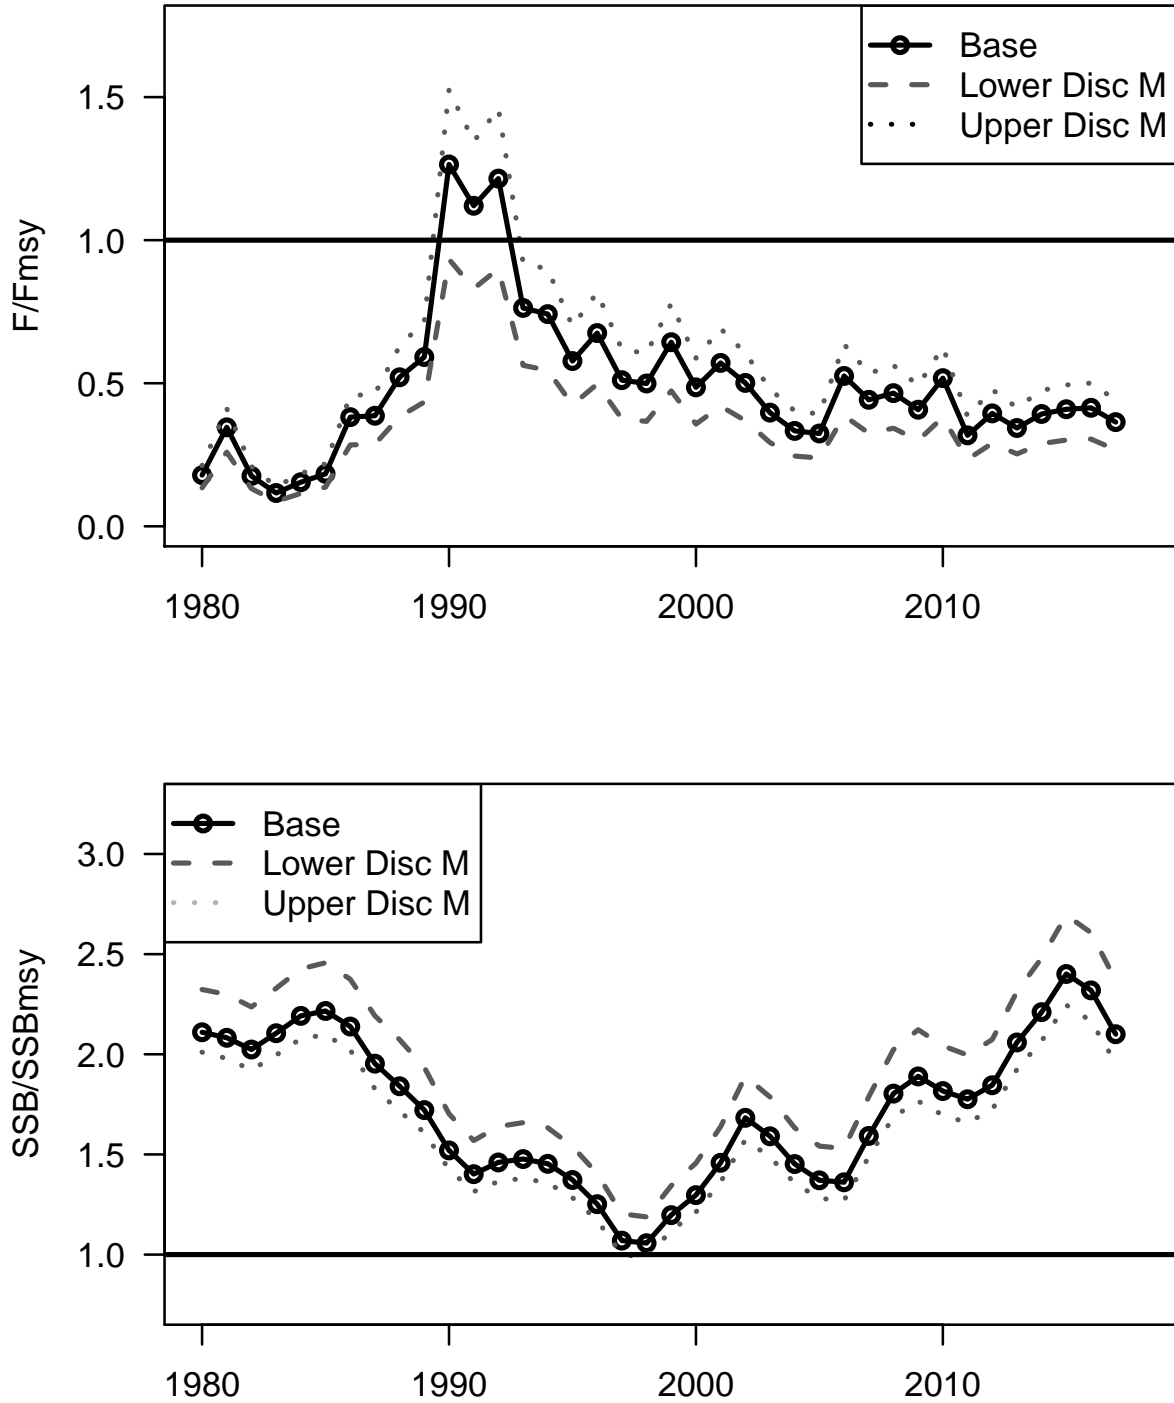 F/Fmsy
1.5
1.0
0.5
0.0
Base
Lower Disc M
Upper Disc M
1980 1990 2000 2010
SSB/SSBmsy
3.0
2.5
2.0
1.5
1.0
Base
Lower Disc M
Upper Disc M
1980 1990 2000 2010